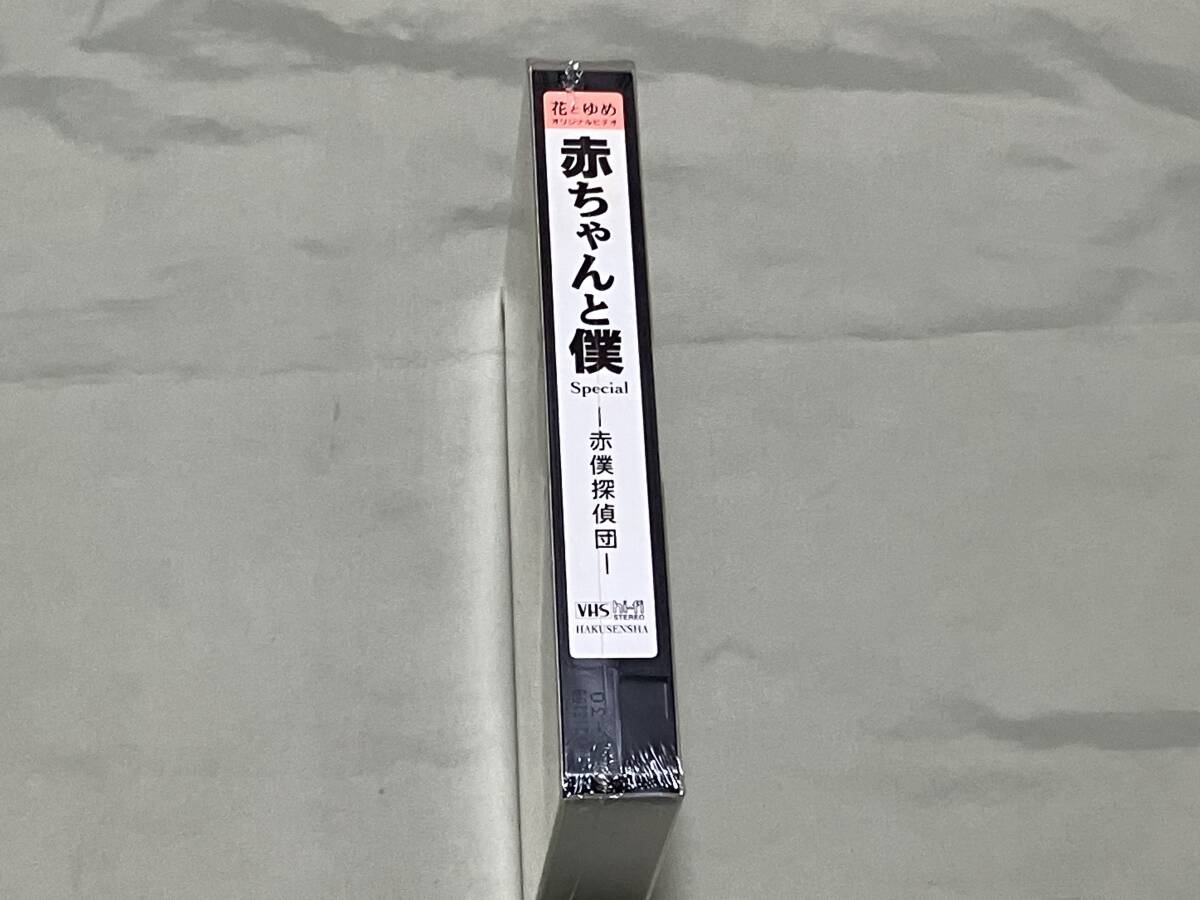 花とゆめ
オリジナルビデオ
赤ちゃんと僕
Special
―赤僕探偵団―
VHS hi-fi
STEREO
HAKUSENSHA
-30